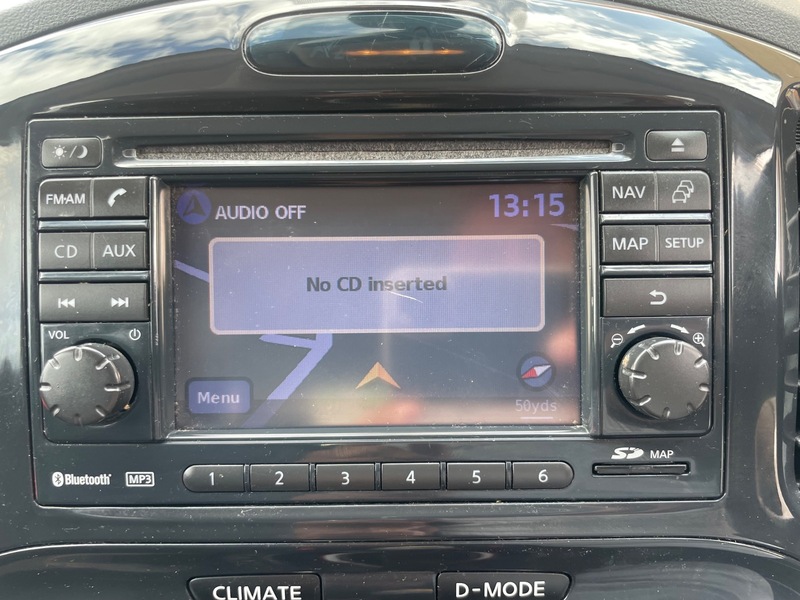 FM·AM
CD
AUX
VOL
AUDIO OFF
13:15
No CD inserted
Menu
50yds
NAV
MAP
SETUP
Bluetooth
MP3
1
2
3
4
5
6
SD
MAP
CLIMATE
D-MODE